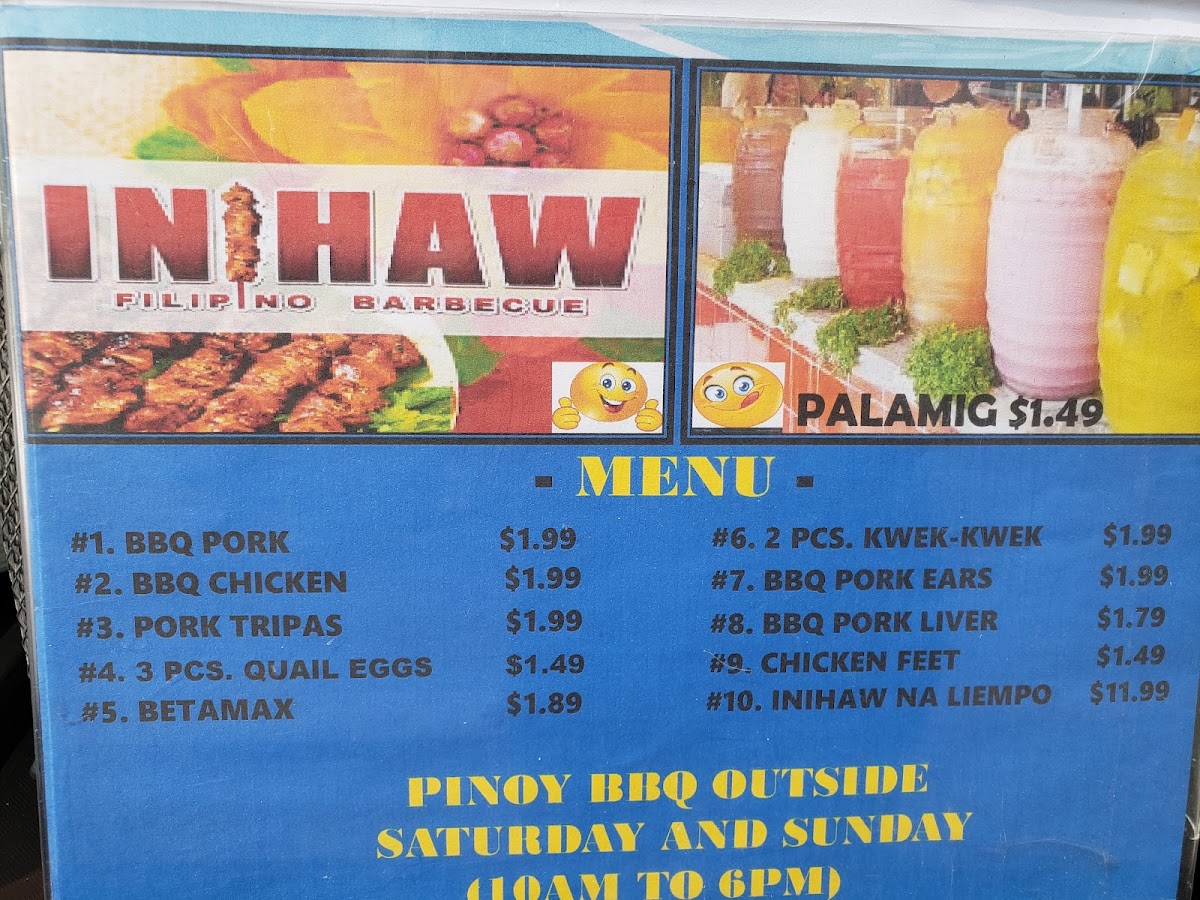 INIHAW
FILIPINO BARBECUE
PALAMIG $1.49
- MENU -
#1. BBQ PORK $1.99
#2. BBQ CHICKEN $1.99
#3. PORK TRIPAS $1.99
#4. 3 PCS. QUAIL EGGS $1.49
#5. BETAMAX $1.89
#6. 2 PCS. KWEK-KWEK $1.99
#7. BBQ PORK EARS $1.99
#8. BBQ PORK LIVER $1.79
#9. CHICKEN FEET $1.49
#10. INIHAW NA LIEMPO $11.99
PINOY BBQ OUTSIDE
SATURDAY AND SUNDAY
(10AM TO 6PM)